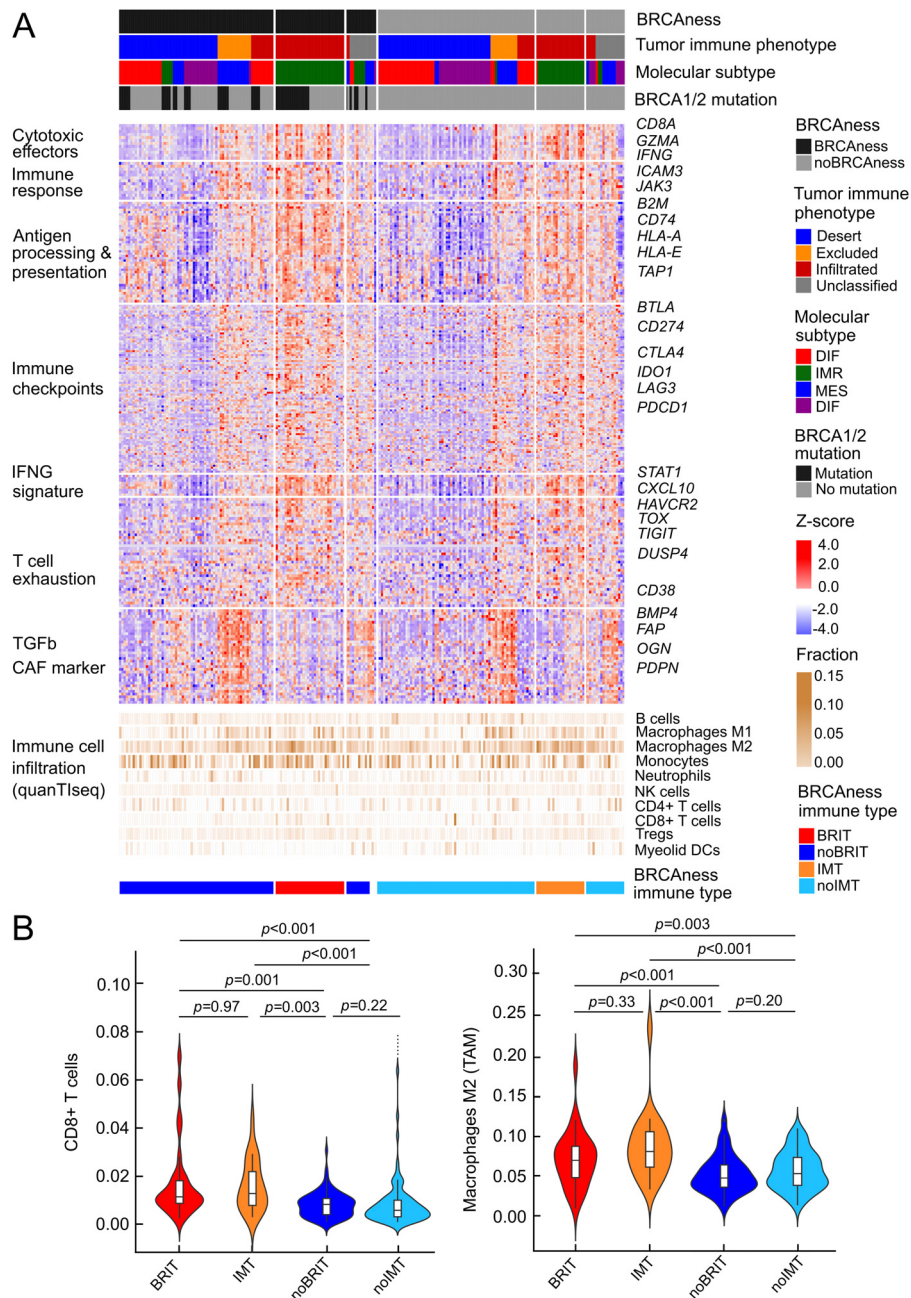 A
BRCAness
Tumor immune phenotype
Molecular subtype
BRCA1/2 mutation
Cytotoxic
effectors
Immune
response
Antigen
processing &
presentation
Immune
checkpoints
IFNG
signature
T cell
exhaustion
TGFb
CAF marker
CD8A
GZMA
IFNG
ICAM3
JAK3
B2M
CD74
HLA-A
HLA-E
TAP1
BTLA
CD274
CTLA4
IDO1
LAG3
PDCD1
STAT1
CXCL10
HAVCR2
TOX
TIGIT
DUSP4
CD38
BMP4
FAP
OGN
PDPN
BRCAness
BRCAness
noBRCAness
Tumor immune
phenotype
Desert
Excluded
Infiltrated
Unclassified
Molecular
subtype
DIF
IMR
MES
DIF
BRCA1/2
mutation
Mutation
No mutation
Z-score
4.0
2.0
0.0
-2.0
-4.0
Fraction
0.15
0.10
0.05
0.00
BRCAness
immune type
BRIT
noBRIT
IMT
noIMT
Immune cell
infiltration
(quanTIseq)
B cells
Macrophages M1
Macrophages M2
Monocytes
Neutrophils
NK cells
CD4+ T cells
CD8+ T cells
Tregs
Myeloid DCs
BRCAness
immune type
B
CD8+ T cells
0.10
0.08
0.06
0.04
0.02
0.00
p<0.001
p<0.001
p=0.001
p=0.97
p=0.003
p=0.22
BRIT
IMT
noBRIT
noIMT
Macrophages M2 (TAM)
0.30
0.25
0.20
0.15
0.10
0.05
0.00
p=0.003
p<0.001
p<0.001
p=0.33
p<0.001
p=0.20
BRIT
IMT
noBRIT
noIMT